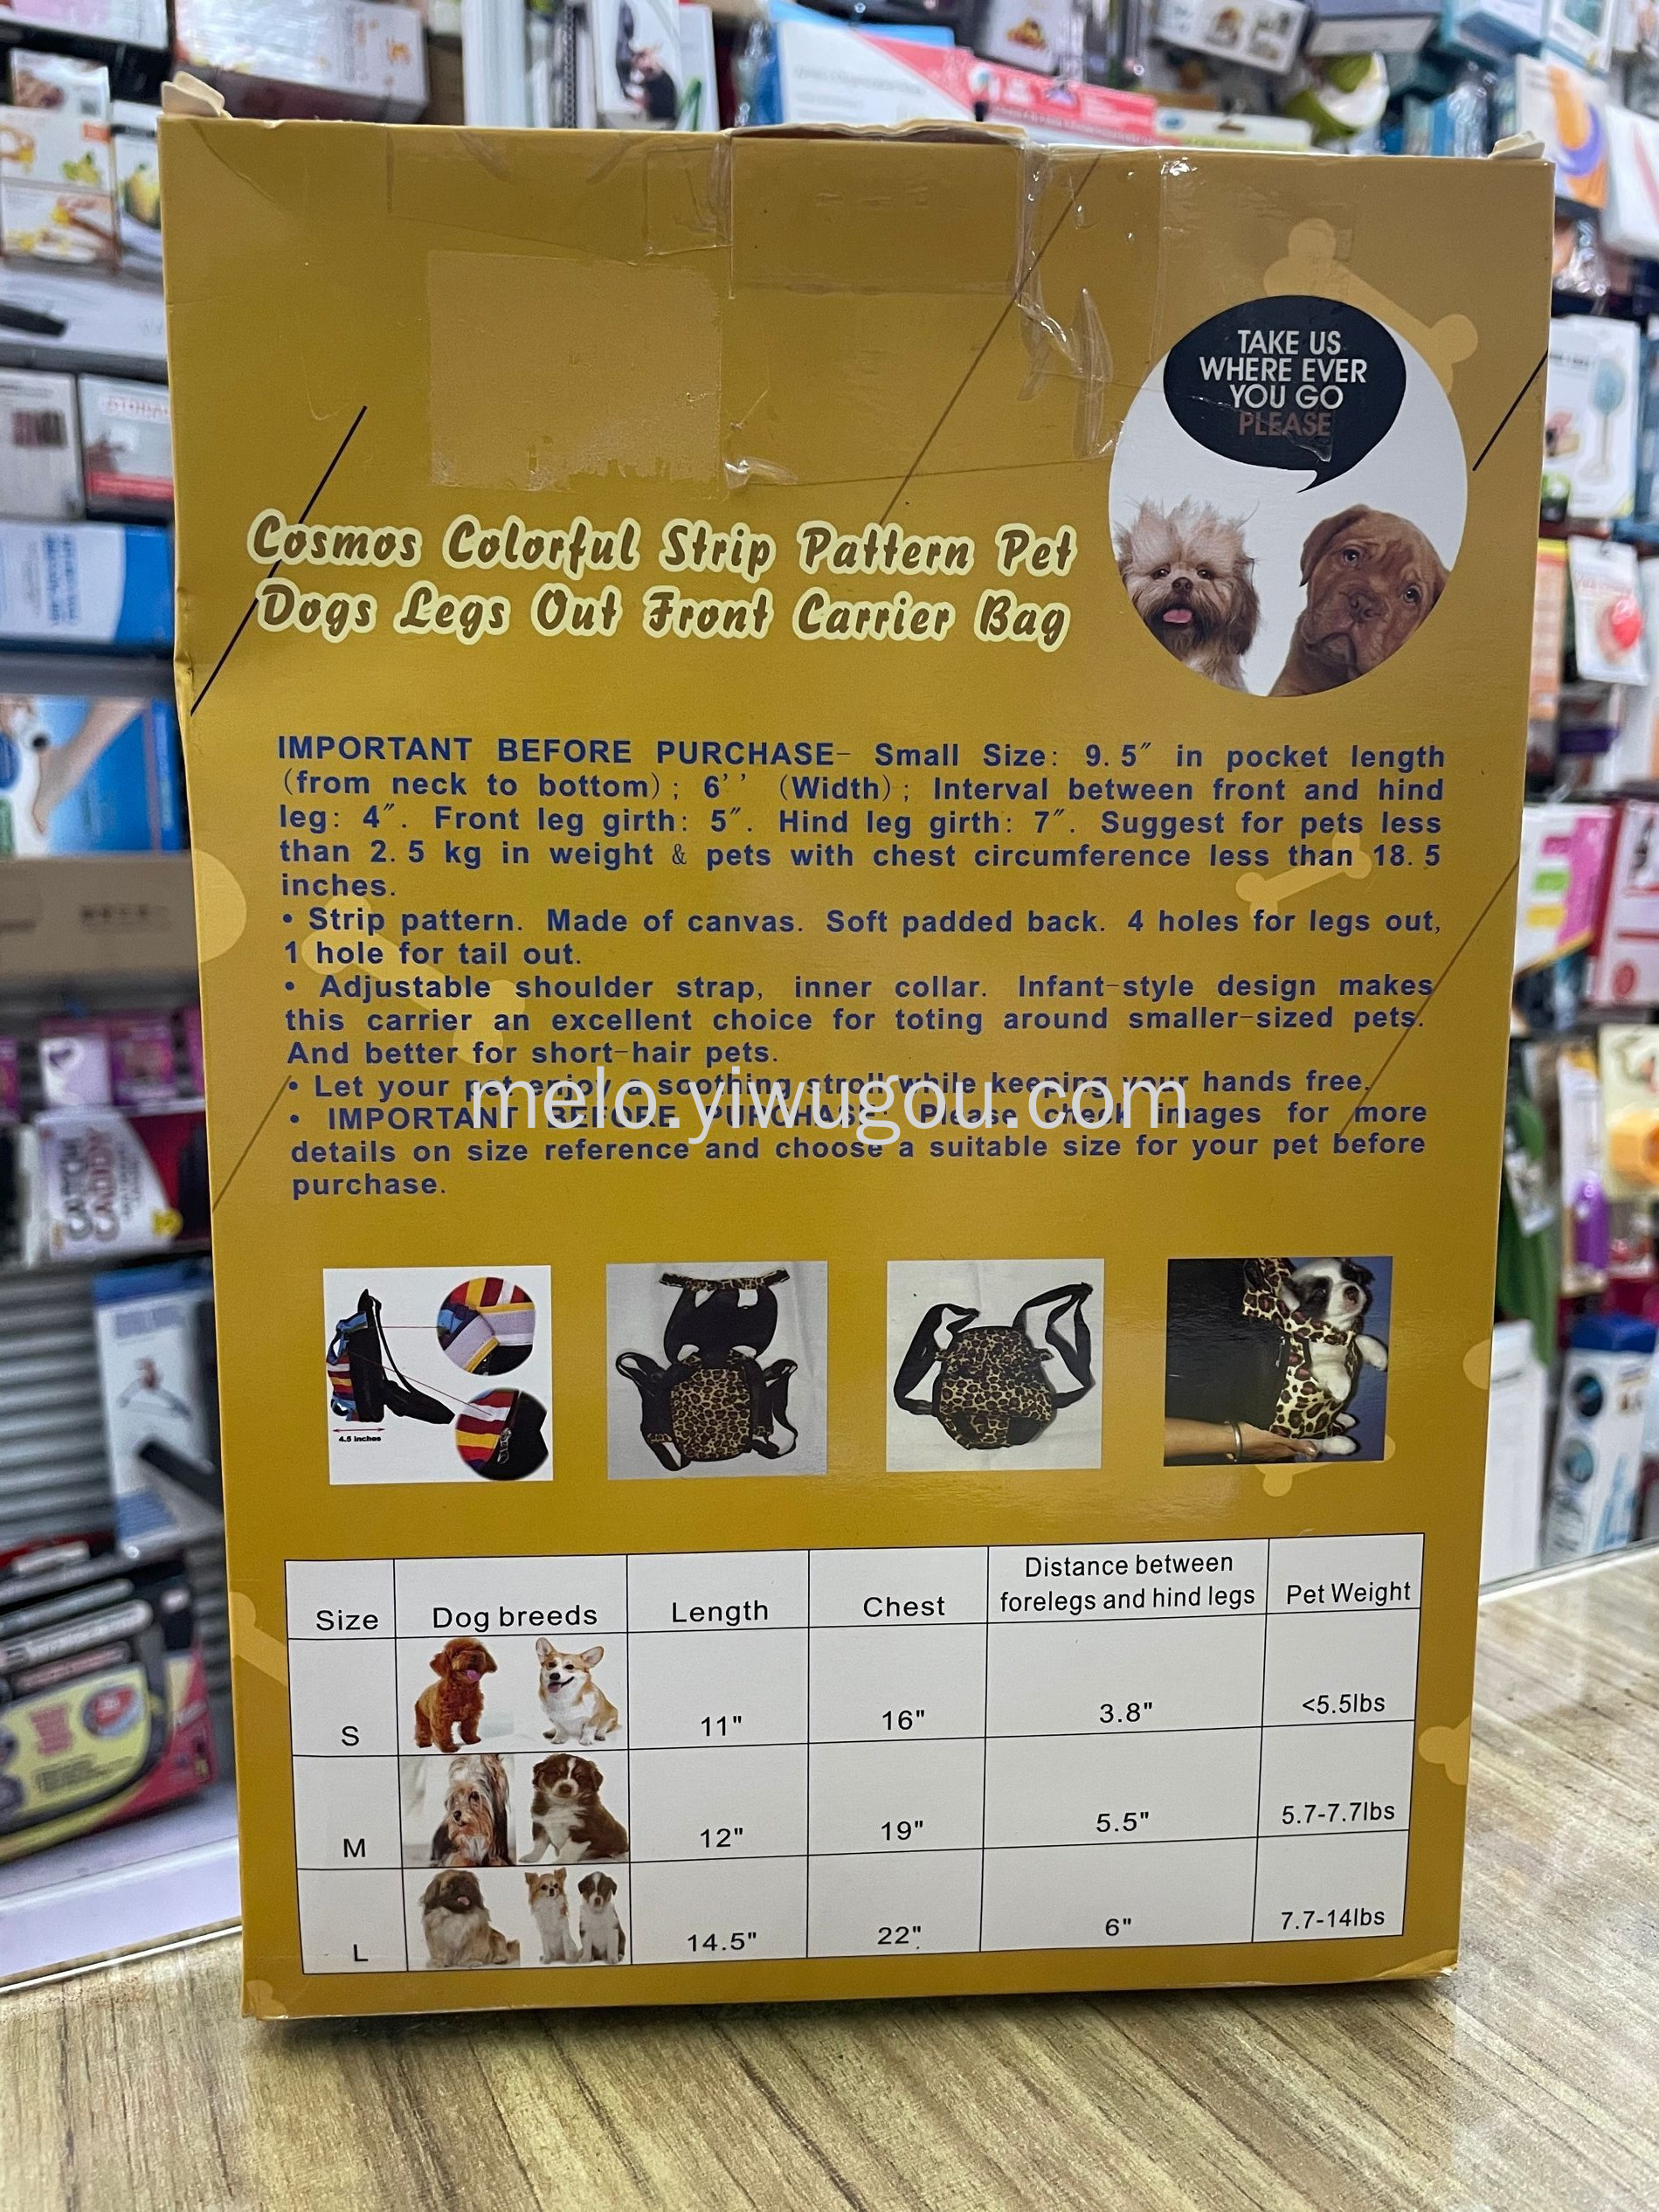 TAKE US
WHERE EVER
YOU GO
PLEASE
Cosmos Colorful Strip Pattern Pet
Dogs Legs Out Front Carrier Bag
IMPORTANT BEFORE PURCHASE- Small Size: 9.5″ in pocket length
(from neck to bottom); 6'' (Width); Interval between front and hind
leg: 4″. Front leg girth: 5″. Hind leg girth: 7″. Suggest for pets less
than 2.5 kg in weight & pets with chest circumference less than 18.5
inches.
• Strip pattern. Made of canvas. Soft padded back. 4 holes for legs out,
1 hole for tail out.
• Adjustable shoulder strap, inner collar. Infant-style design makes
this carrier an excellent choice for toting around smaller-sized pets.
And better for short-hair pets.
• Let your pet enjoy a soothing stroll while keeping your hands free.
• IMPORTANT BEFORE PURCHASE Please check images for more
details on size reference and choose a suitable size for your pet before
purchase.
melo.yiwugou.com
4.5 inches
Size Dog breeds Length Chest Distance between forelegs and hind legs Pet Weight
S 11" 16" 3.8" <5.5lbs
M 12" 19" 5.5" 5.7-7.7lbs
L 14.5" 22" 6" 7.7-14lbs
CATCH
CADDY